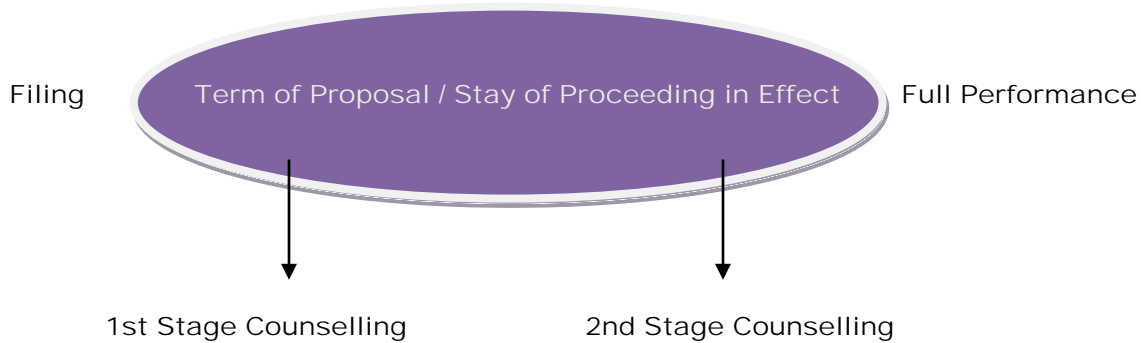 Filing
Term of Proposal / Stay of Proceeding in Effect
Full Performance
1st Stage Counselling
2nd Stage Counselling